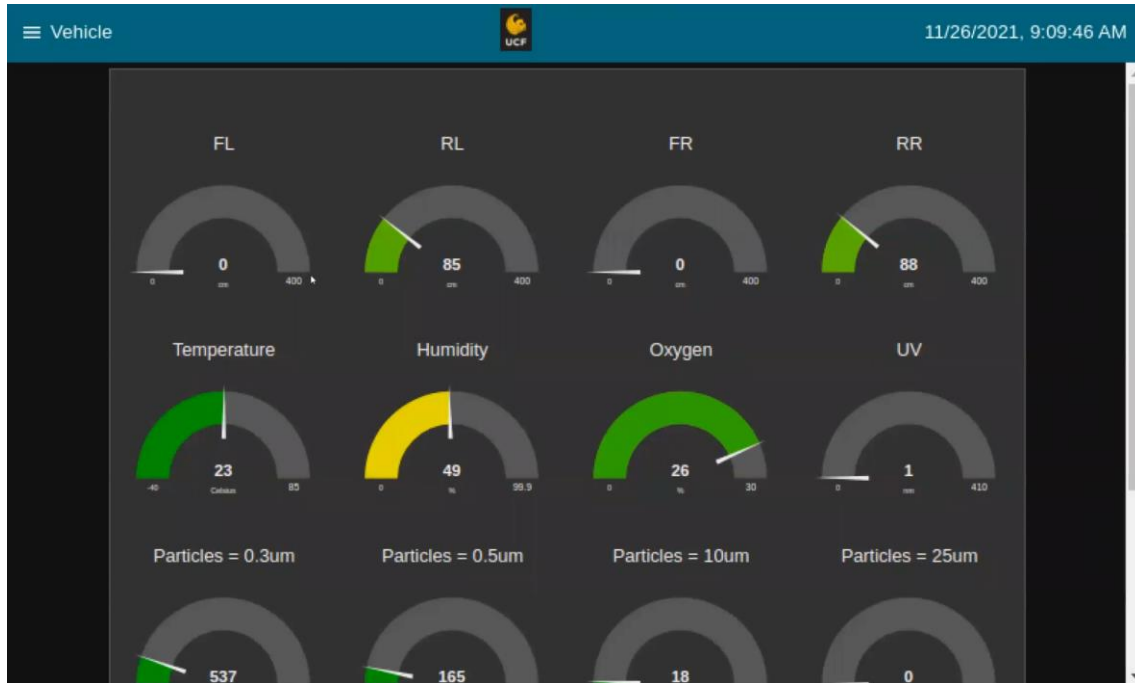 Vehicle
UCF
11/26/2021, 9:09:46 AM
FL RL FR RR
0 85 0 88
cm cm cm cm
0 400 0 400 0 400 0 400
Temperature Humidity Oxygen UV
23 49 26 1
Celsius % % nm
-40 85 0 99.9 0 30 0 410
Particles = 0.3um Particles = 0.5um Particles = 10um Particles = 25um
537 165 18 0